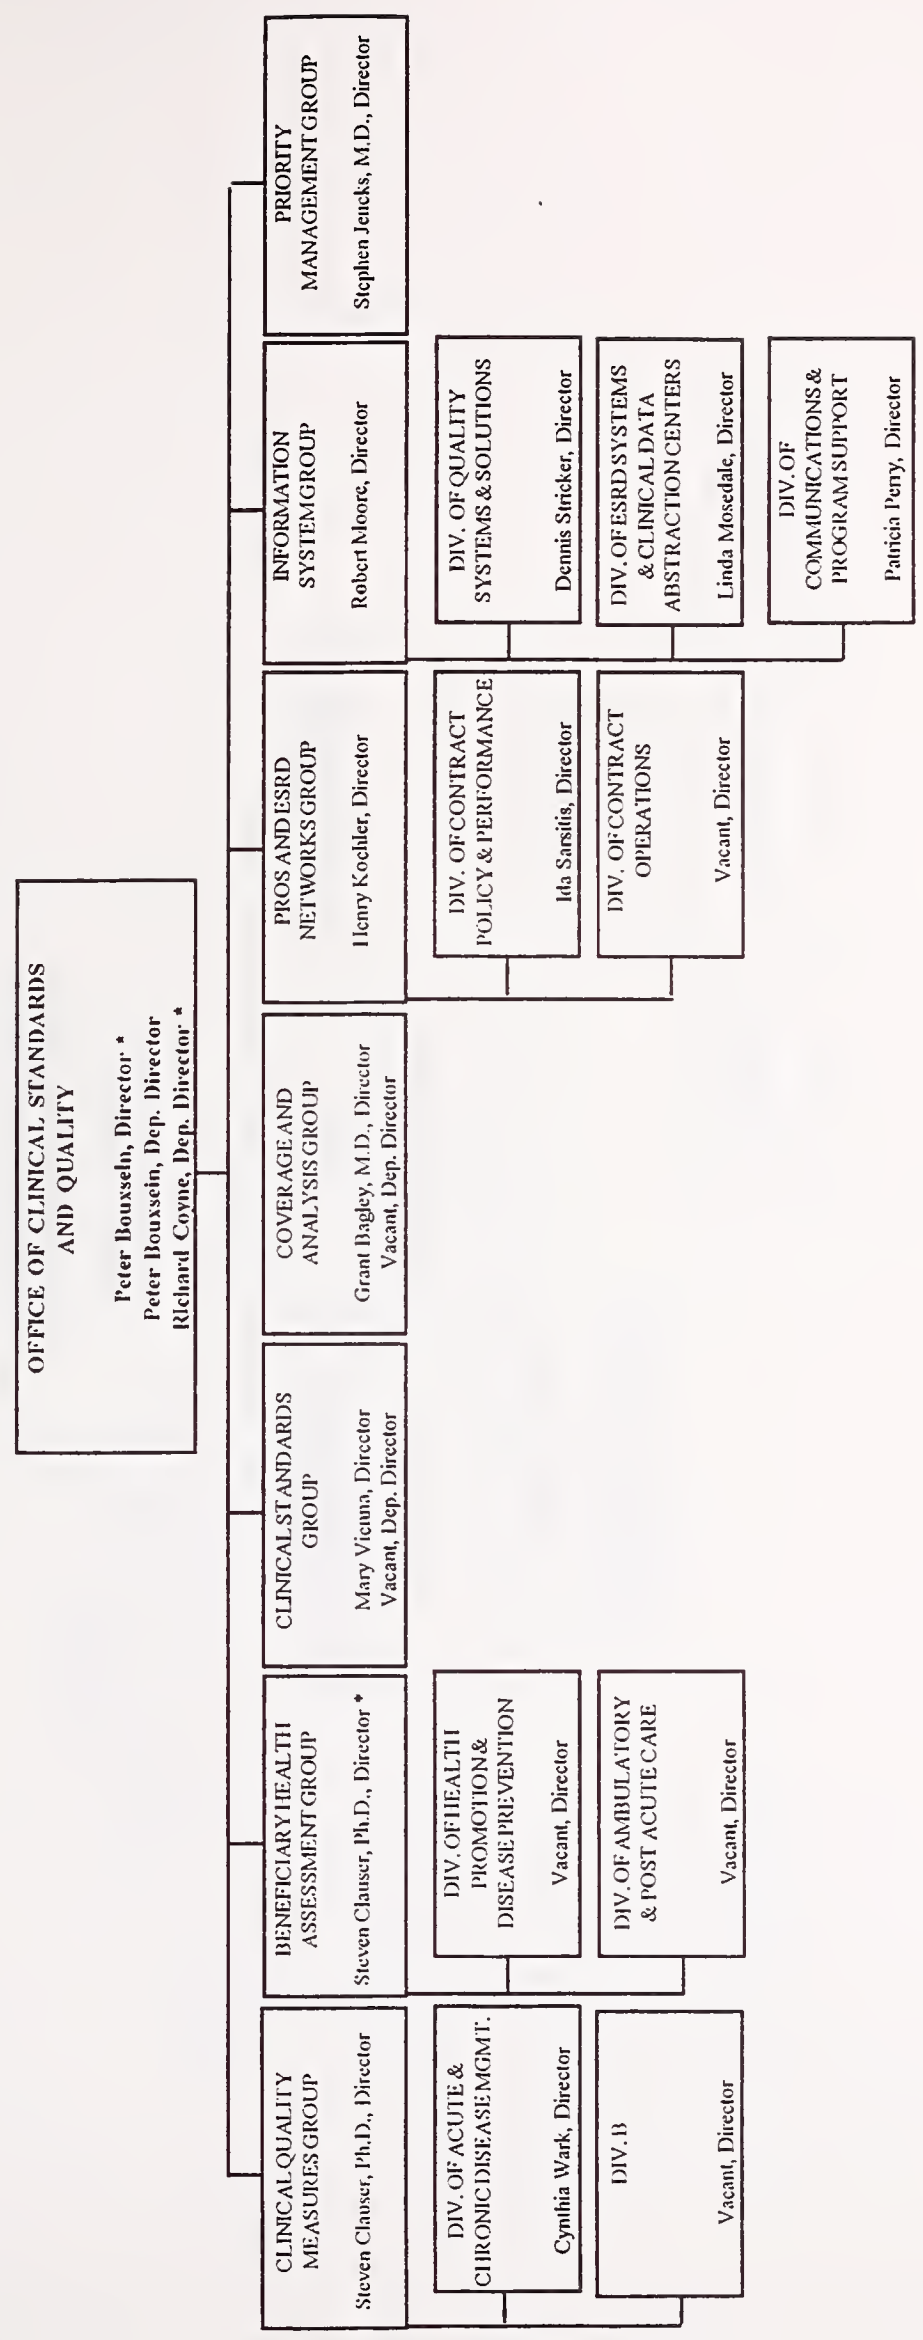 OFFICE OF CLINICAL STANDARDS
AND QUALITY
Peter Bouxsein, Director *
Peter Bouxsein, Dep. Director
Richard Coyne, Dep. Director *
CLINICAL QUALITY
MEASURES GROUP
Steven Clauser, Ph.D., Director
DIV. OF ACUTE &
CHRONIC DISEASE MGMT.
Cynthia Wark, Director
DIV. B
Vacant, Director
BENEFICIARY HEALTH
ASSESSMENT GROUP
Steven Clauser, Ph.D., Director *
DIV. OF HEALTH
PROMOTION &
DISEASE PREVENTION
Vacant, Director
DIV. OF AMBULATORY
& POST ACUTE CARE
Vacant, Director
CLINICAL STANDARDS
GROUP
Mary Vienna, Director
Vacant, Dep. Director
COVERAGE AND
ANALYSIS GROUP
Grant Bagley, M.D., Director
Vacant, Dep. Director
PROS AND ESRD
NETWORKS GROUP
Henry Kochler, Director
DIV. OF CONTRACT
POLICY & PERFORMANCE
Ida Sarsitis, Director
DIV. OF CONTRACT
OPERATIONS
Vacant, Director
INFORMATION
SYSTEM GROUP
Robert Moore, Director
DIV. OF QUALITY
SYSTEMS & SOLUTIONS
Dennis Stricker, Director
DIV. OF ESRD SYSTEMS
& CLINICAL DATA
ABSTRACTION CENTERS
Linda Mosedale, Director
DIV. OF
COMMUNICATIONS &
PROGRAM SUPPORT
Patricia Perry, Director
PRIORITY
MANAGEMENT GROUP
Stephen Jencks, M.D., Director